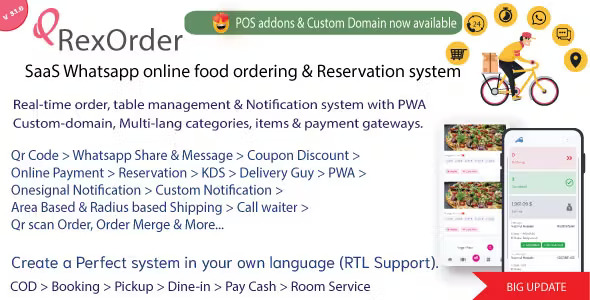 V 33.0
POS addons & Custom Domain now available
24
RexOrder
SaaS Whatsapp online food ordering & Reservation system
Real-time order, table management & Notification system with PWA
Custom-domain, Multi-lang categories, items & payment gateways.
Qr Code > Whatsapp Share & Message > Coupon Discount >
Online Payment > Reservation > KDS > Delivery Guy > PWA >
Onesignal Notification > Custom Notification >
Area Based & Radius based Shipping > Call waiter >
Qr scan Order, Order Merge & More...
Create a Perfect system in your own language (RTL Support).
COD > Booking > Pickup > Dine-in > Pay Cash > Room Service
BIG UPDATE